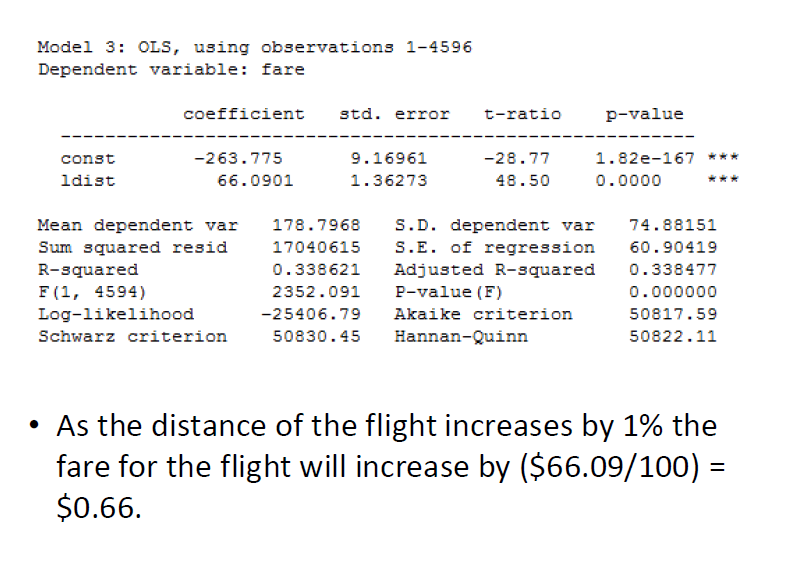 Model 3: OLS, using observations 1-4596
Dependent variable: fare
coefficient std. error t-ratio p-value
---------------------------------------------------------
const -263.775 9.16961 -28.77 1.82e-167 ***
ldist 66.0901 1.36273 48.50 0.0000 ***
Mean dependent var 178.7968 S.D. dependent var 74.88151
Sum squared resid 17040615 S.E. of regression 60.90419
R-squared 0.338621 Adjusted R-squared 0.338477
F(1, 4594) 2352.091 P-value(F) 0.000000
Log-likelihood -25406.79 Akaike criterion 50817.59
Schwarz criterion 50830.45 Hannan-Quinn 50822.11
• As the distance of the flight increases by 1% the
fare for the flight will increase by ($66.09/100) =
$0.66.